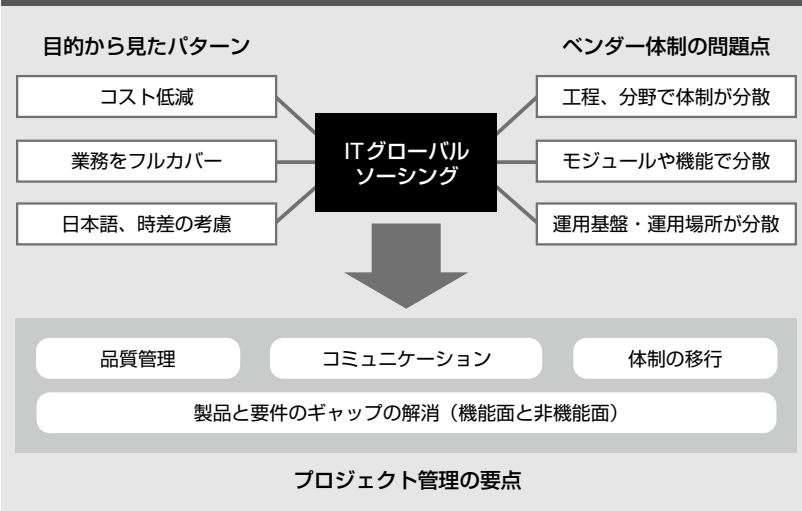 目的から見たパターン
ベンダー体制の問題点
コスト低減
業務をフルカバー
日本語、時差の考慮
ITグローバル
ソーシング
工程、分野で体制が分散
モジュールや機能で分散
運用基盤・運用場所が分散
品質管理
コミュニケーション
体制の移行
製品と要件のギャップの解消（機能面と非機能面）
プロジェクト管理の要点